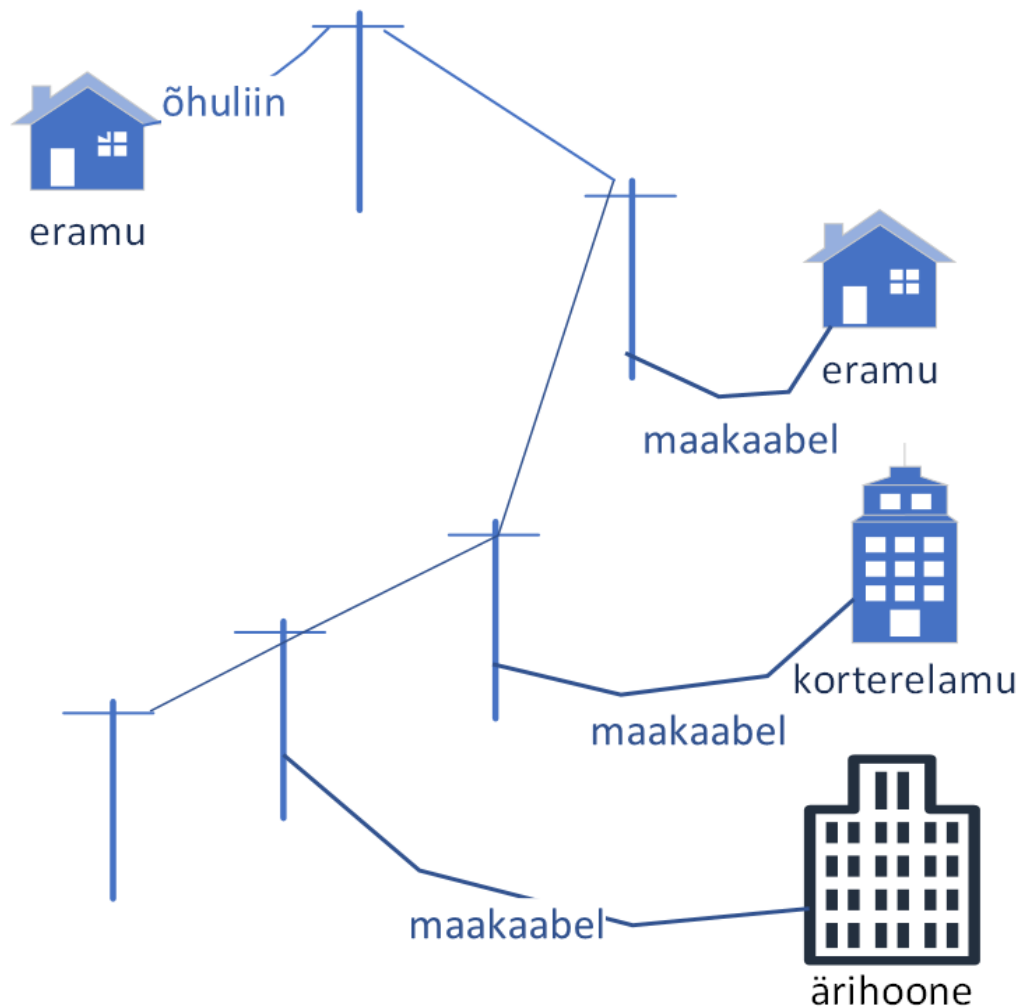 õhuliin
eramu
eramu
maakaabel
korterelamu
maakaabel
maakaabel
ärihoone